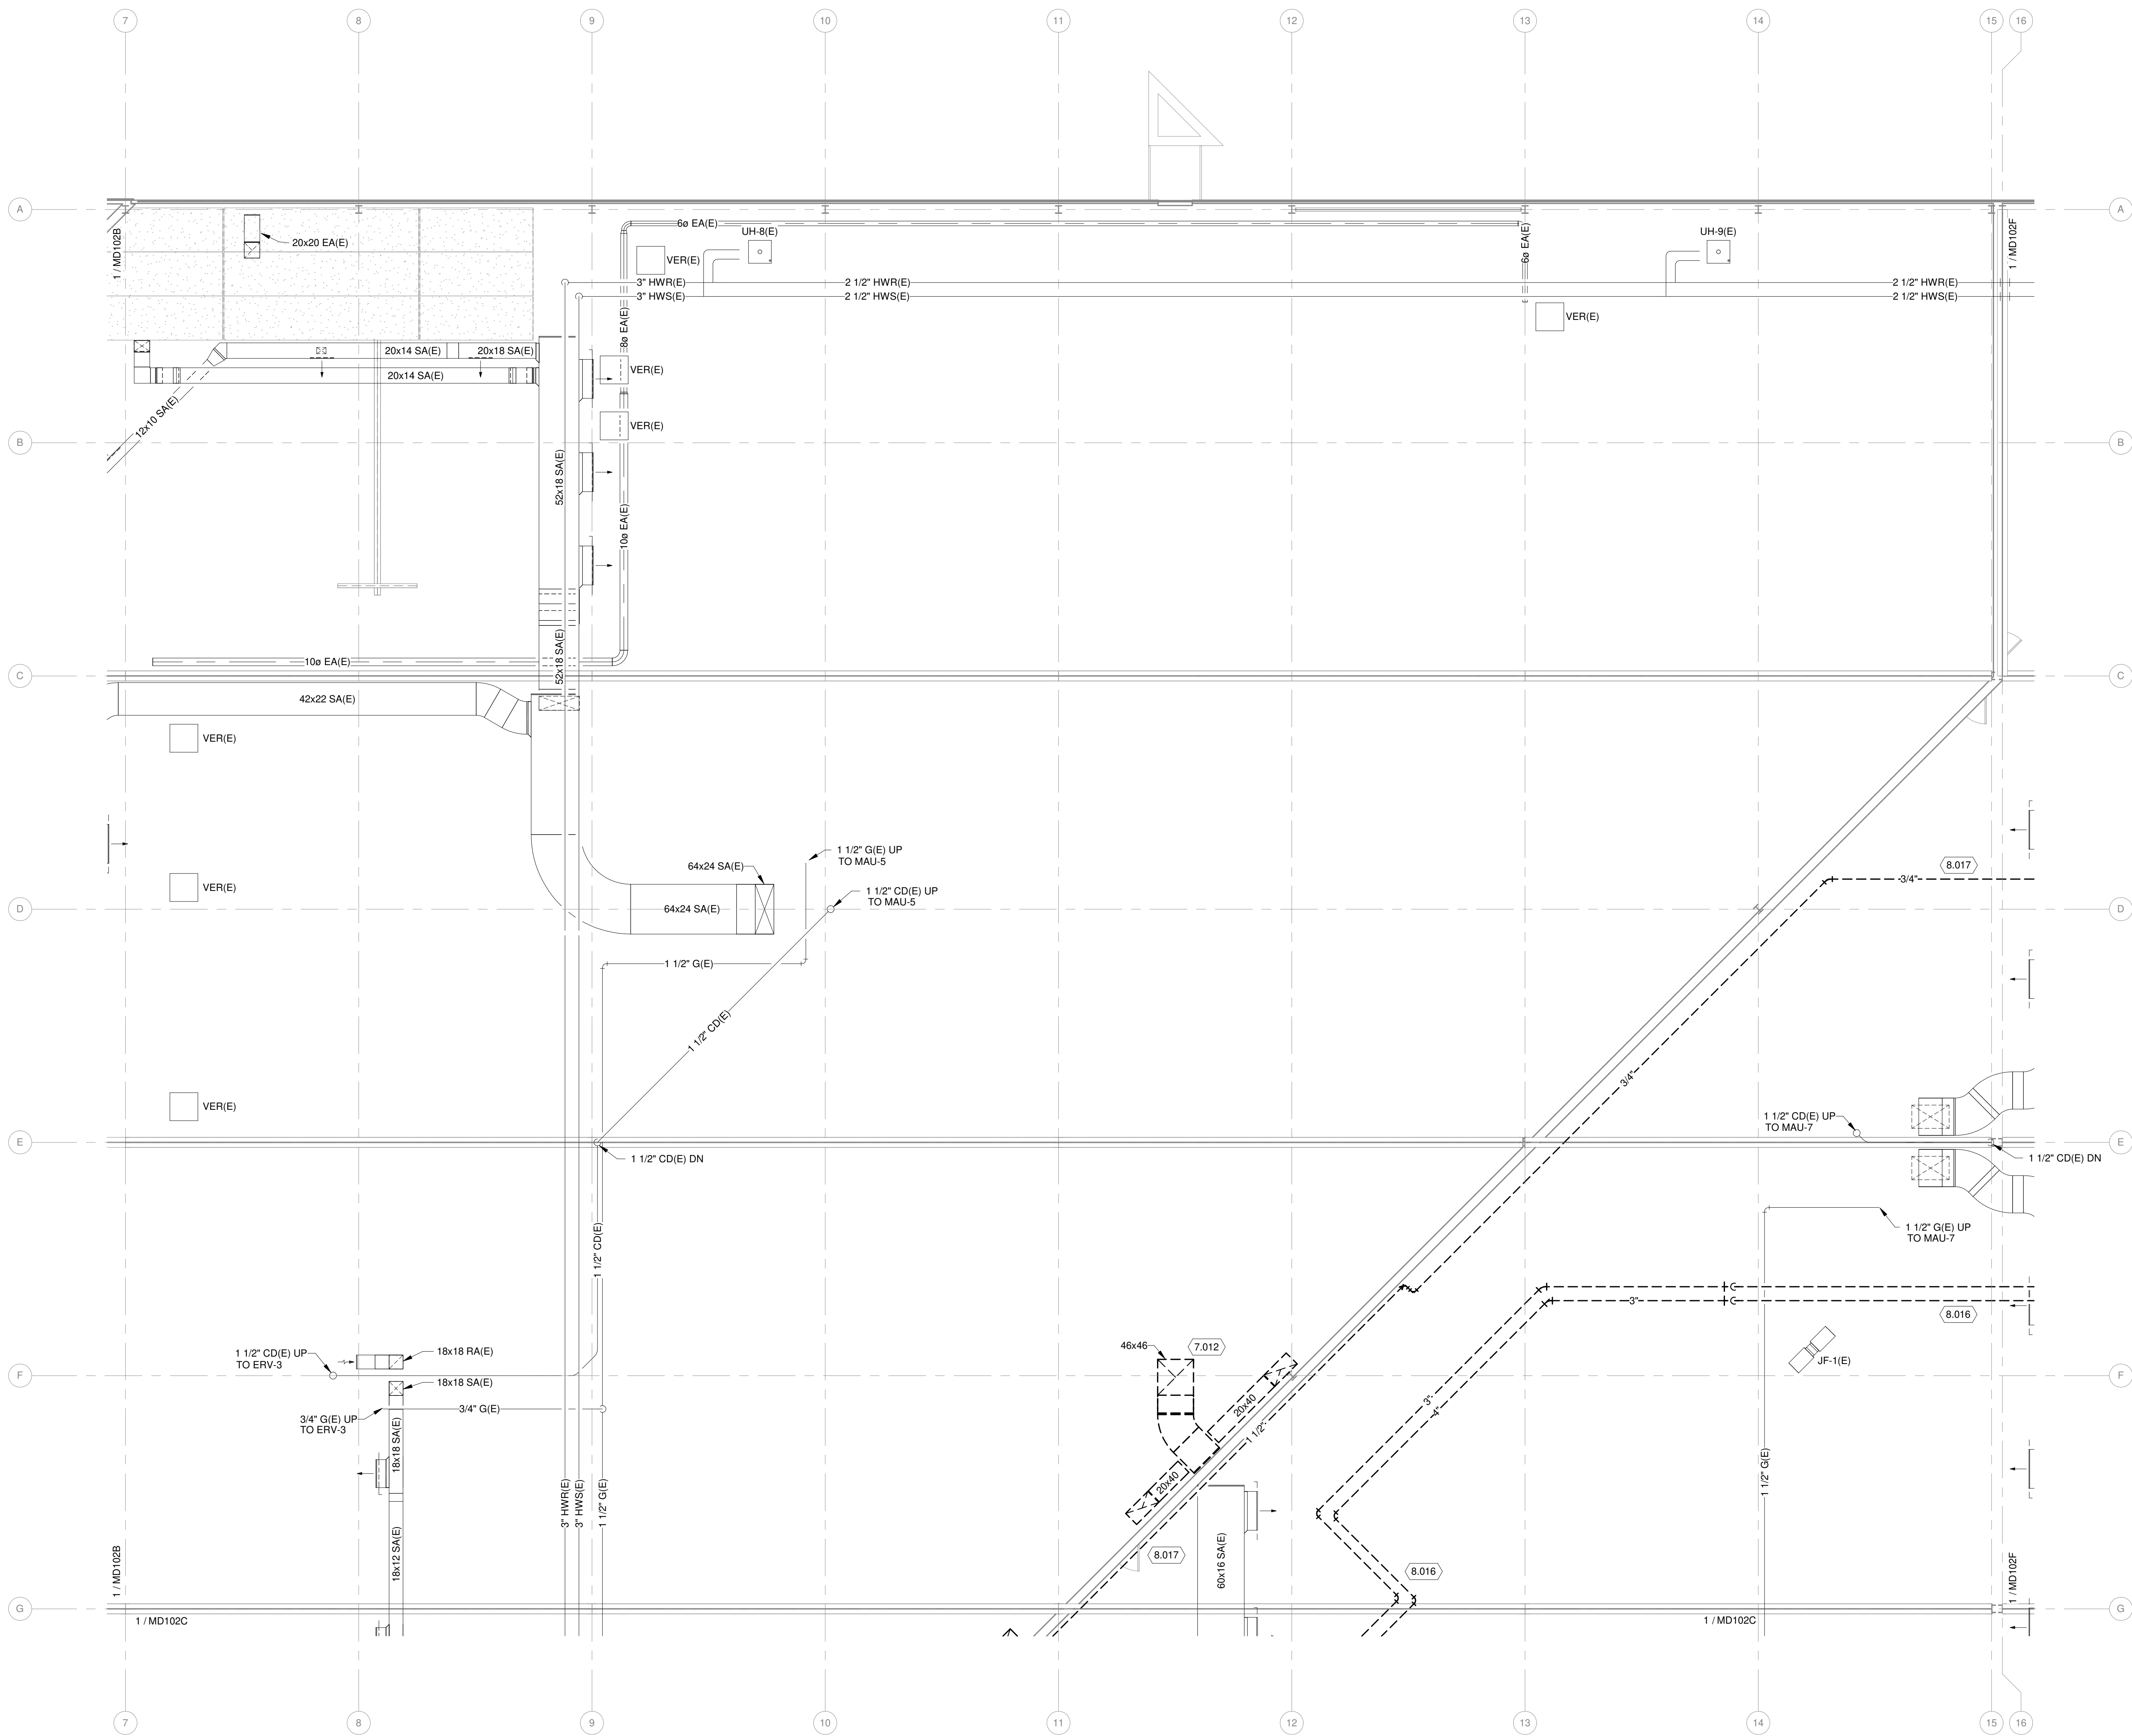 7 8 9 10 11 12 13 14 15 16
A A
1 / MD102B
20x20 EA(E)
6ø EA(E)
UH-8(E)
VER(E)
6ø EA(E)
UH-9(E)
1 / MD102F
3" HWR(E)
2 1/2" HWR(E)
2 1/2" HWR(E)
3" HWS(E)
2 1/2" HWS(E)
2 1/2" HWS(E)
VER(E)
8ø EA(E)
20x14 SA(E)
20x18 SA(E)
20x14 SA(E)
VER(E)
12x10 SA(E)
VER(E)
B B
52x18 SA(E)
10ø EA(E)
52x18 SA(E)
10ø EA(E)
C C
42x22 SA(E)
VER(E)
1 1/2" G(E) UP
TO MAU-5
64x24 SA(E)
1 1/2" CD(E) UP
TO MAU-5
8.017
3/4"
VER(E)
D D
64x24 SA(E)
1 1/2" G(E)
1 1/2" CD(E)
3/4"
VER(E)
1 1/2" CD(E) UP
TO MAU-7
E E
1 1/2" CD(E) DN
1 1/2" CD(E) DN
1 1/2" CD(E)
1 1/2" G(E) UP
TO MAU-7
3"
8.016
1 1/2" CD(E) UP
TO ERV-3
18x18 RA(E)
46x46
7.012
JF-1(E)
F F
18x18 SA(E)
3/4" G(E) UP
TO ERV-3
3/4" G(E)
20x40
3"
4"
1 1/2"
18x18 SA(E)
20x40
1 1/2" G(E)
3" HWR(E)
3" HWS(E)
1 1/2" G(E)
60x16 SA(E)
8.017
8.016
1 / MD102B
18x12 SA(E)
1 / MD102F
G G
1 / MD102C
1 / MD102C
7 8 9 10 11 12 13 14 15 16